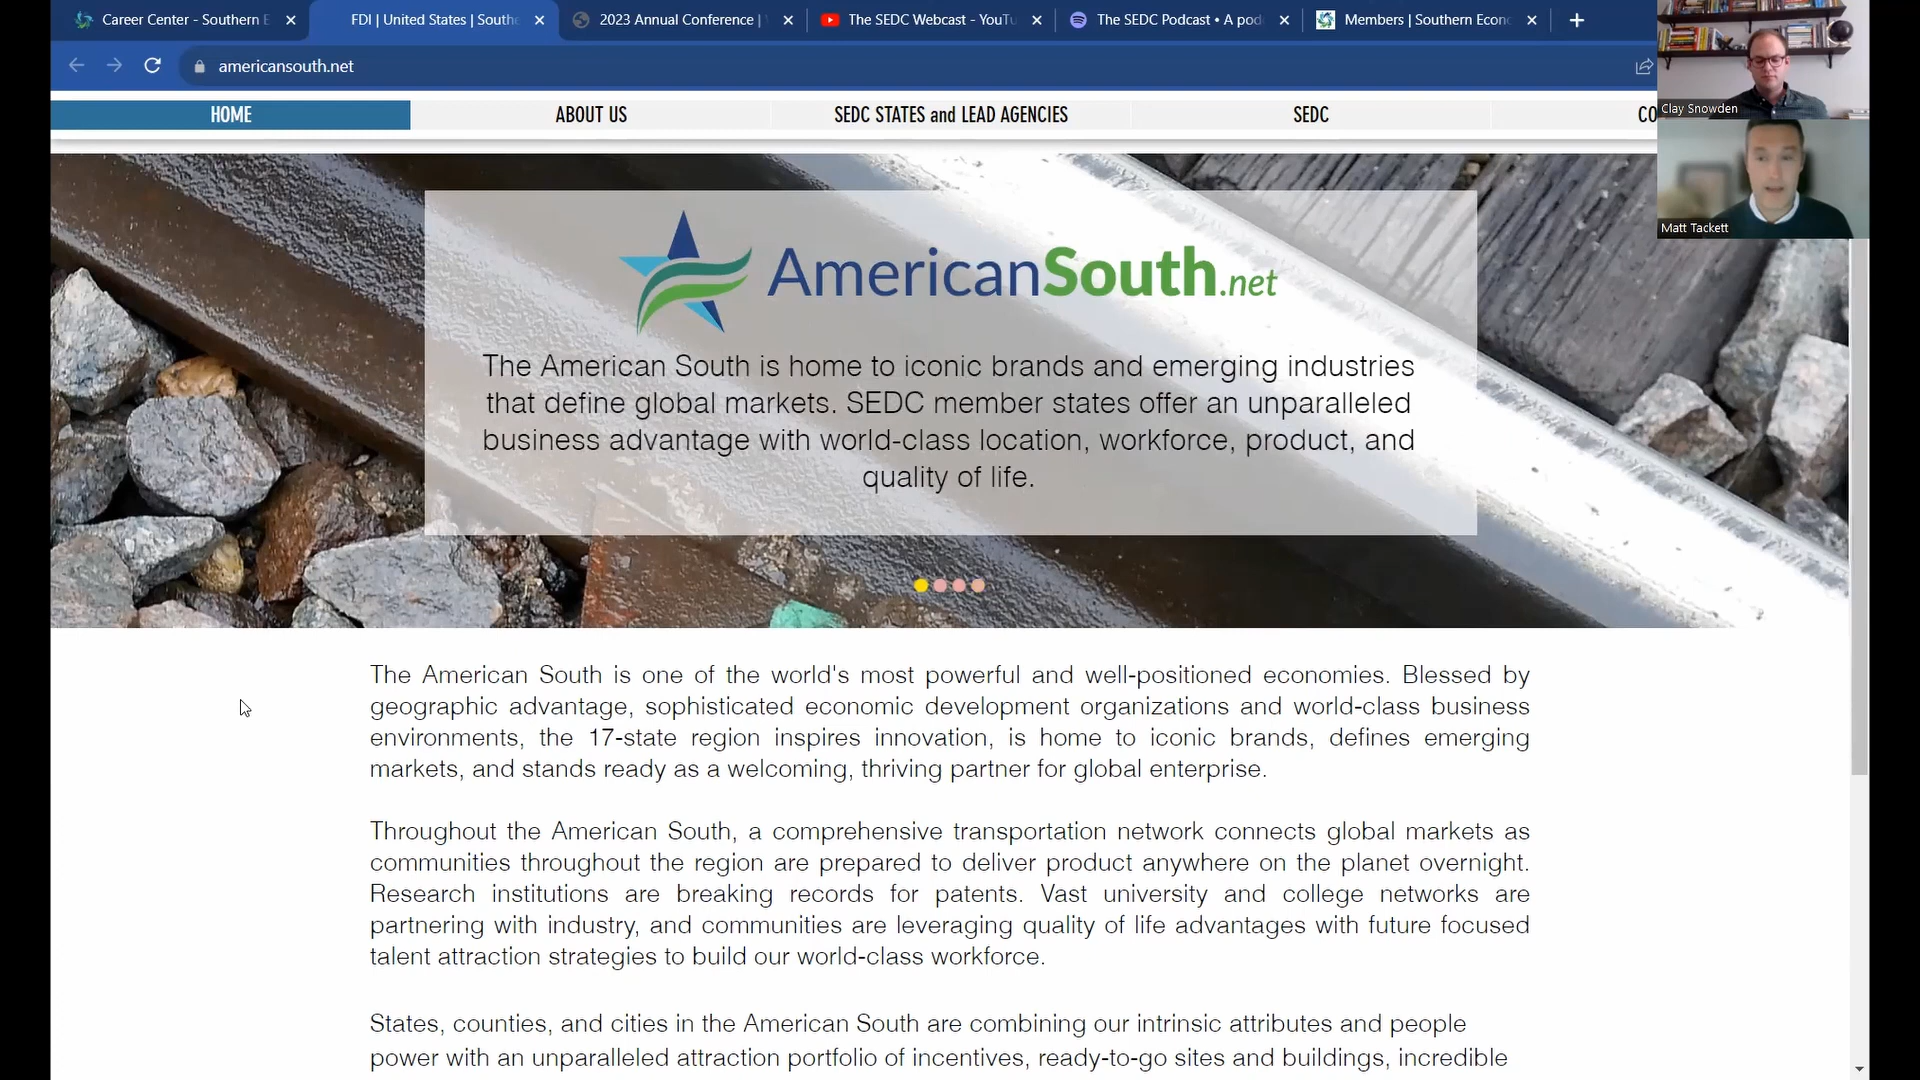 Career Center - Southern E
FDI | United States | Southe
2023 Annual Conference |
The SEDC Webcast - YouTu
The SEDC Podcast • A pod
Members | Southern Econ
americansouth.net
HOME
ABOUT US
SEDC STATES and LEAD AGENCIES
SEDC
CO
Clay Snowden
Matt Tackett
AmericanSouth.net
The American South is home to iconic brands and emerging industries
that define global markets. SEDC member states offer an unparalleled
business advantage with world-class location, workforce, product, and
quality of life.
The American South is one of the world's most powerful and well-positioned economies. Blessed by
geographic advantage, sophisticated economic development organizations and world-class business
environments, the 17-state region inspires innovation, is home to iconic brands, defines emerging
markets, and stands ready as a welcoming, thriving partner for global enterprise.
Throughout the American South, a comprehensive transportation network connects global markets as
communities throughout the region are prepared to deliver product anywhere on the planet overnight.
Research institutions are breaking records for patents. Vast university and college networks are
partnering with industry, and communities are leveraging quality of life advantages with future focused
talent attraction strategies to build our world-class workforce.
States, counties, and cities in the American South are combining our intrinsic attributes and people
power with an unparalleled attraction portfolio of incentives, ready-to-go sites and buildings, incredible